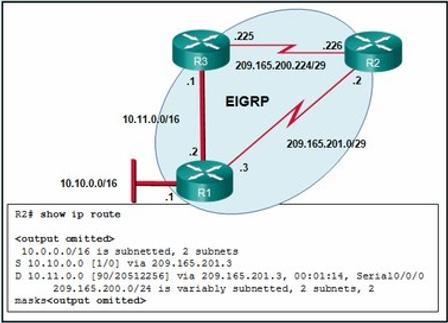 .225
.226
R3
R2
209.165.200.224/29
.1
.2
EIGRP
10.11.0.0/16
209.165.201.0/29
.2
.3
10.10.0.0/16
R1
.1
R2# show ip route
<output omitted>
10.0.0.0/16 is subnetted, 2 subnets
S 10.10.0.0 [1/0] via 209.165.201.3
D 10.11.0.0 [90/20512256] via 209.165.201.3, 00:01:14, Serial0/0/0
209.165.200.0/24 is variably subnetted, 2 subnets, 2
masks<output omitted>